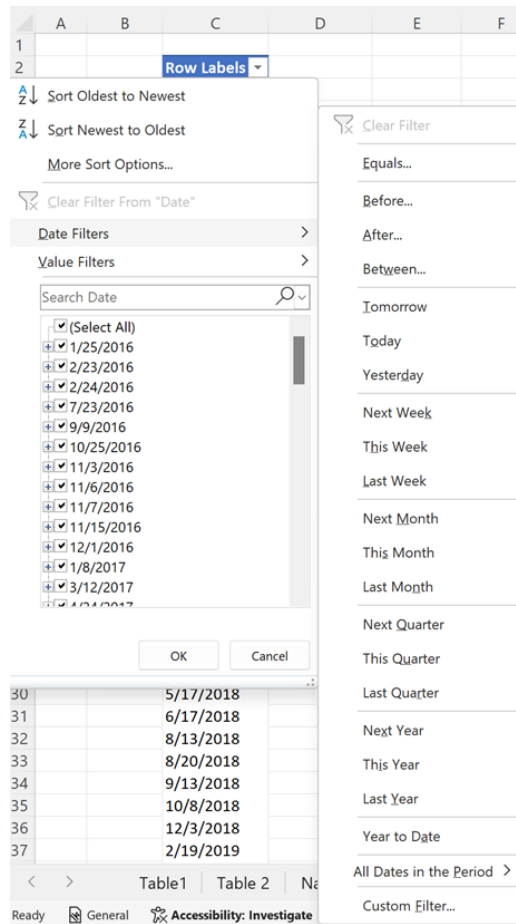 A B C D E F
1
2 Row Labels
Sort Oldest to Newest
Sort Newest to Oldest
More Sort Options...
Clear Filter From "Date"
Date Filters
Value Filters
Search Date
(Select All)
1/25/2016
2/23/2016
2/24/2016
7/23/2016
9/9/2016
10/25/2016
11/3/2016
11/6/2016
11/7/2016
11/15/2016
12/1/2016
1/8/2017
3/12/2017
OK Cancel
Clear Filter
Equals...
Before...
After...
Between...
Tomorrow
Today
Yesterday
Next Week
This Week
Last Week
Next Month
This Month
Last Month
Next Quarter
This Quarter
Last Quarter
Next Year
This Year
Last Year
Year to Date
All Dates in the Period
Custom Filter...
30 5/17/2018
31 6/17/2018
32 8/13/2018
33 8/20/2018
34 9/13/2018
35 10/8/2018
36 12/3/2018
37 2/19/2019
Table1 Table 2 Na
Ready General Accessibility: Investigate